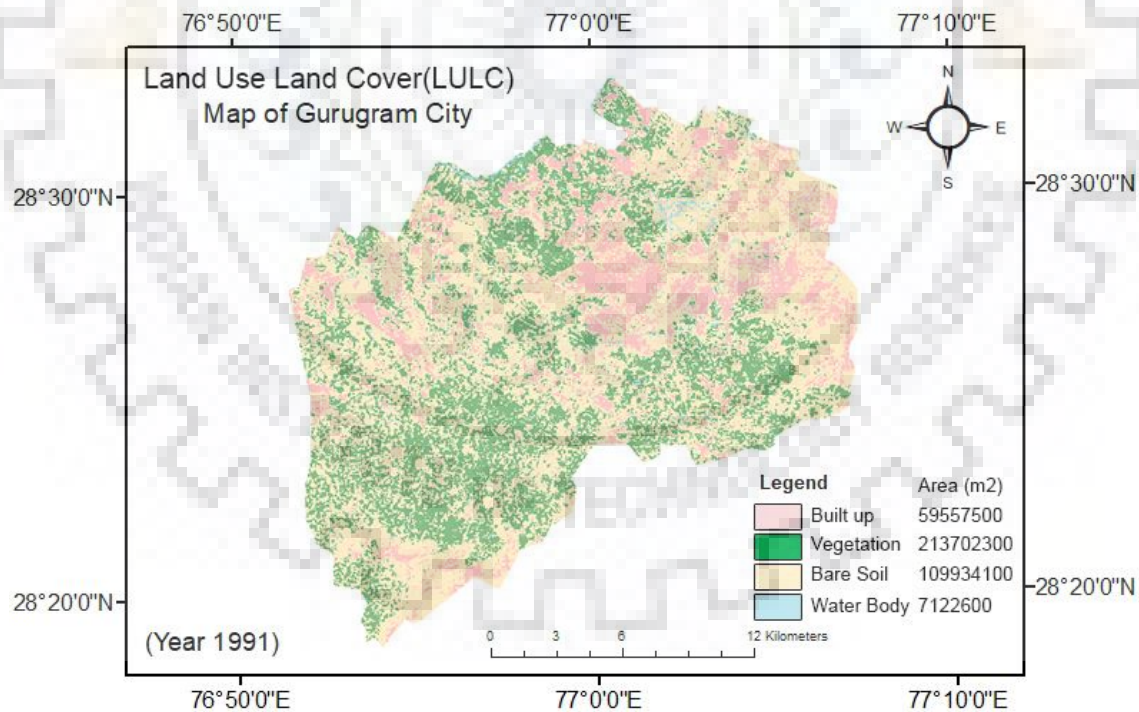 76°50'0"E 77°0'0"E 77°10'0"E
Land Use Land Cover(LULC)
Map of Gurugram City
N
W E
S
28°30'0"N 28°30'0"N
Legend Area (m2)
Built up 59557500
Vegetation 213702300
Bare Soil 109934100
Water Body 7122600
28°20'0"N 28°20'0"N
0 3 6 12 Kilometers
(Year 1991)
76°50'0"E 77°0'0"E 77°10'0"E